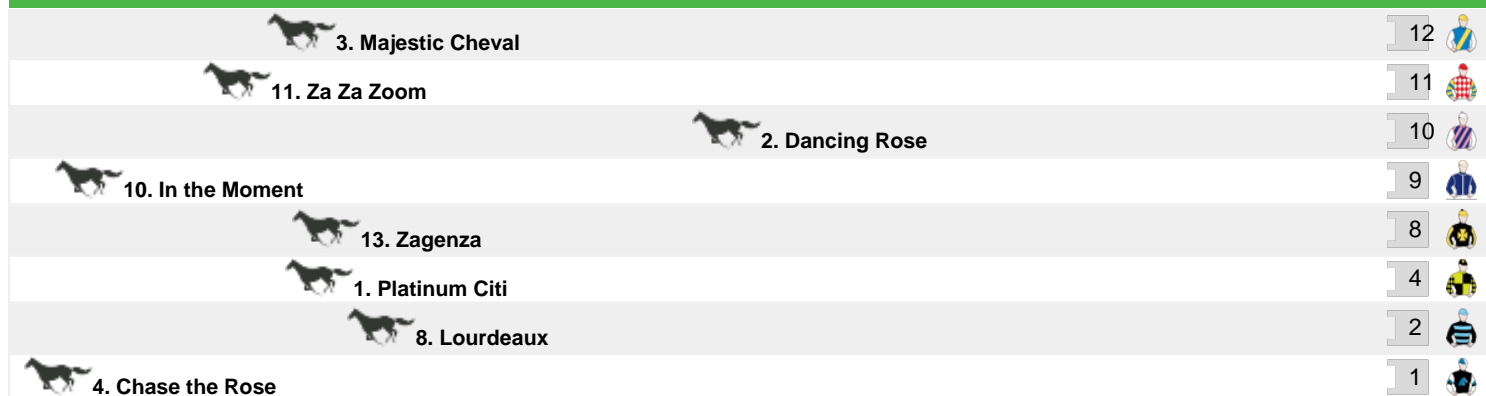 3. Majestic Cheval 12
11. Za Za Zoom 11
2. Dancing Rose 10
10. In the Moment 9
13. Zagenza 8
1. Platinum Citi 4
8. Lourdeaux 2
4. Chase the Rose 1